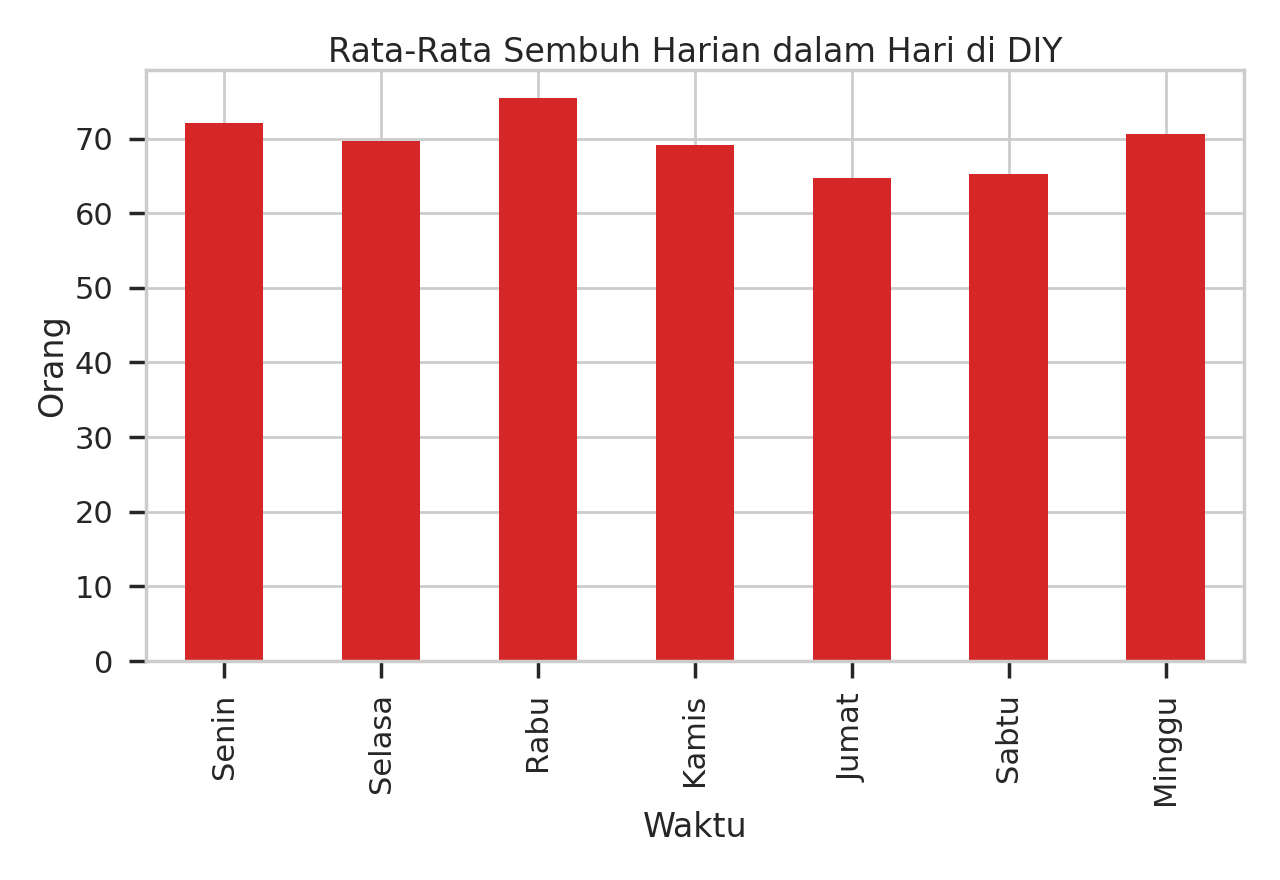 Rata-Rata Sembuh Harian dalam Hari di DIY
Orang
70
60
50
40
30
20
10
0
Senin
Selasa
Rabu
Kamis
Jumat
Sabtu
Minggu
Waktu